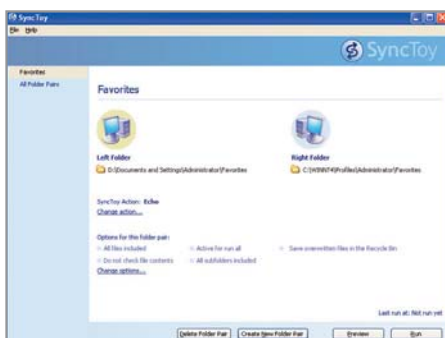 SyncToy
File Help
SyncToy
Favorites
All Folder Pairs
Favorites
Left Folder
Right Folder
D:\Documents and Settings\Administrator\Favorites
C:\WINNT4\Profiles\Administrator\Favorites
SyncToy Action: Echo
Change action...
Options for this folder pair:
All files included
Active for run all
Save overwritten files in the Recycle Bin
Do not check file contents
All subfolders included
Change options...
Last run at: Not run yet
Delete Folder Pair
Create New Folder Pair
Preview
Run